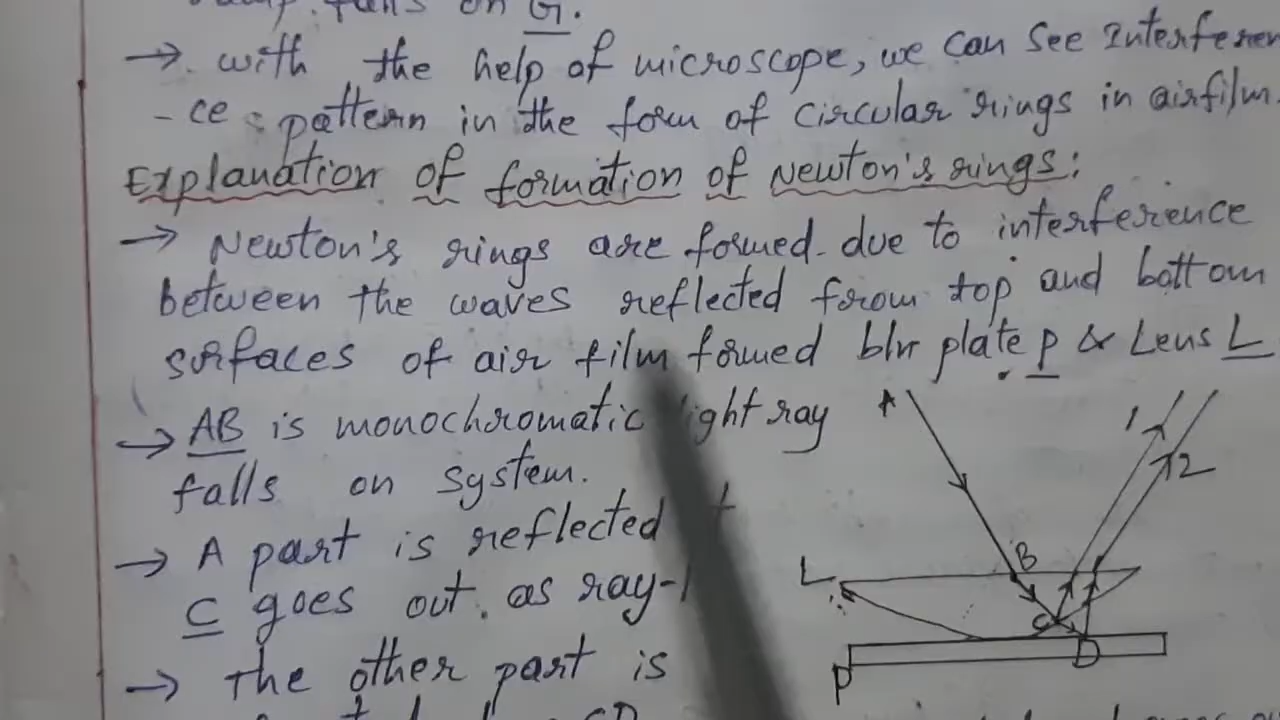 falls on G.
→ with the help of microscope, we can see Interferen
-ce pattern in the form of circular rings in airfilm.
Explanation of formation of Newton's rings:
→ Newton's rings are formed due to interference
between the waves reflected from top and bottom
surfaces of air film formed b/w plate P & Lens L
→ AB is monochromatic light ray
falls on system.
→ A part is reflected
C goes out as ray-1
→ The other part is
CD
A
1
2
B
L
C
D
P